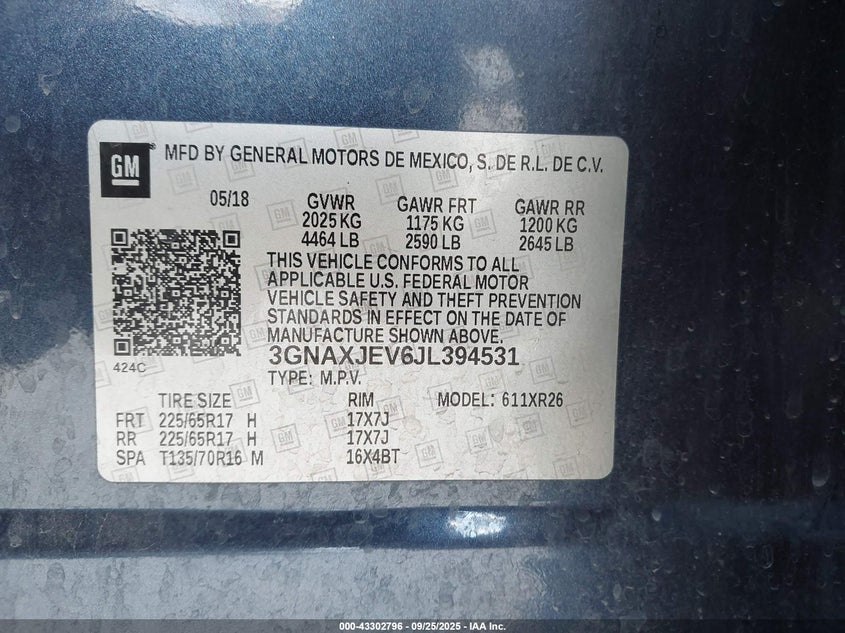 GM ® MFD BY GENERAL MOTORS DE MEXICO, S. DE R.L. DE C.V.
05/18 GVWR GAWR FRT GAWR RR
2025 KG 1175 KG 1200 KG
4464 LB 2590 LB 2645 LB
THIS VEHICLE CONFORMS TO ALL
APPLICABLE U.S. FEDERAL MOTOR
VEHICLE SAFETY AND THEFT PREVENTION
STANDARDS IN EFFECT ON THE DATE OF
MANUFACTURE SHOWN ABOVE.
3GNAXJEV6JL394531
424C
TYPE: M.P.V.
TIRE SIZE RIM MODEL: 611XR26
FRT 225/65R17 H 17X7J
RR 225/65R17 H 17X7J
SPA T135/70R16 M 16X4BT
000-43302796 - 09/25/2025 - IAA Inc.